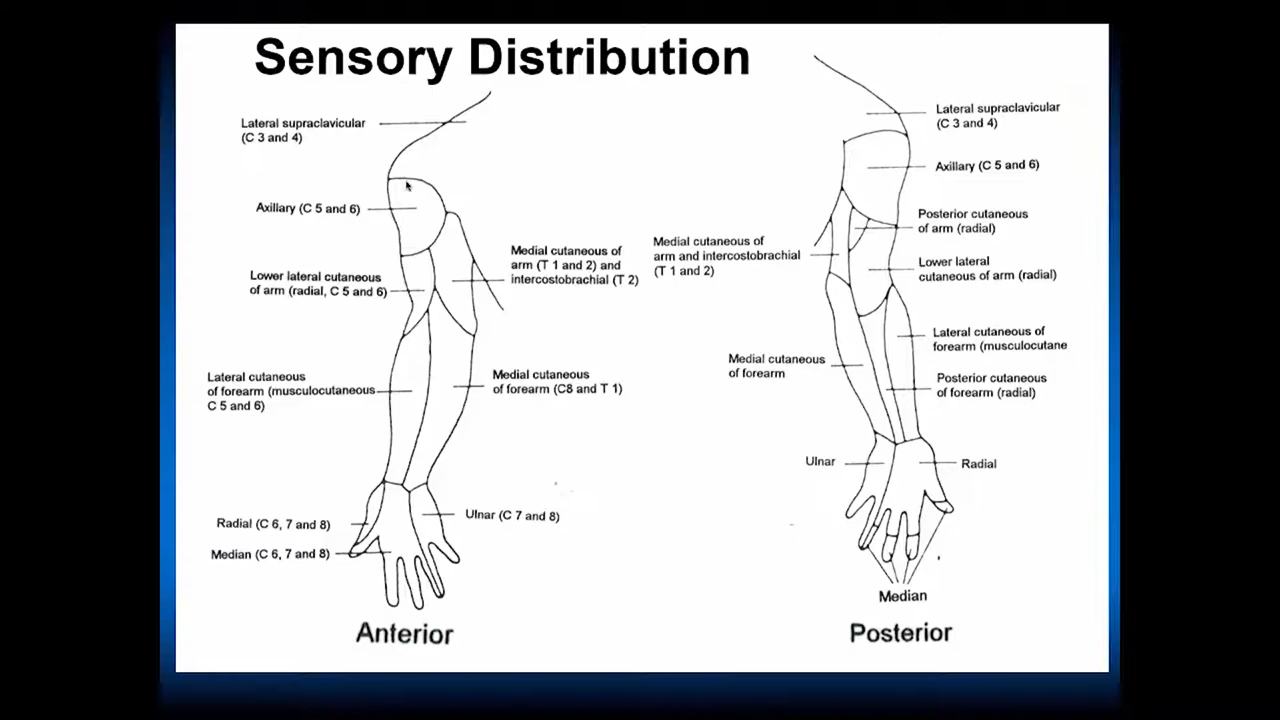 Sensory Distribution
Lateral supraclavicular
(C 3 and 4)
Axillary (C 5 and 6)
Lower lateral cutaneous
of arm (radial, C 5 and 6)
Medial cutaneous of
arm (T 1 and 2) and
intercostobrachial (T 2)
Lateral cutaneous
of forearm (musculocutaneous
C 5 and 6)
Medial cutaneous
of forearm (C8 and T 1)
Radial (C 6, 7 and 8)
Median (C 6, 7 and 8)
Ulnar (C 7 and 8)
Anterior
Lateral supraclavicular
(C 3 and 4)
Axillary (C 5 and 6)
Posterior cutaneous
of arm (radial)
Medial cutaneous of
arm and intercostobrachial
(T 1 and 2)
Lower lateral
cutaneous of arm (radial)
Lateral cutaneous of
forearm (musculocutane
Medial cutaneous
of forearm
Posterior cutaneous
of forearm (radial)
Ulnar
Radial
Median
Posterior